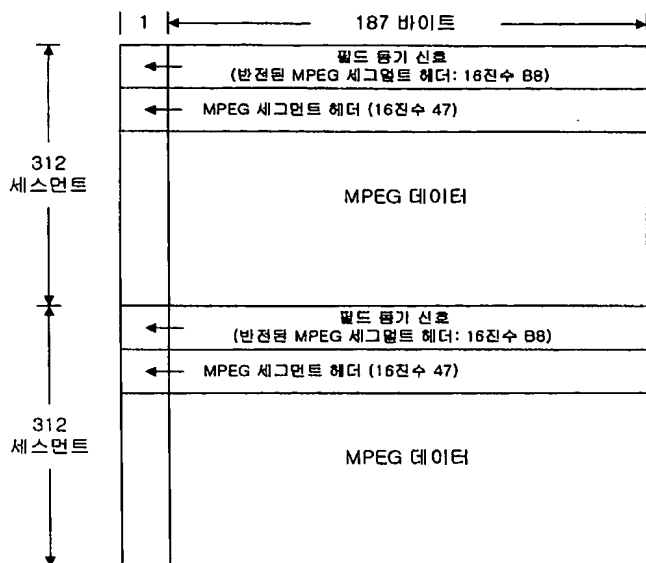 1 187 바이트
필드 동기 신호
(반전된 MPEG 세그멀트 헤더: 16진수 B8)
MPEG 세그먼트 헤더 (16진수 47)
312
세스먼트
MPEG 데이터
필드 동기 신호
(반전된 MPEG 세그멀트 헤더: 16진수 B8)
MPEG 세그먼트 헤더 (16진수 47)
312
세스먼트
MPEG 데이터